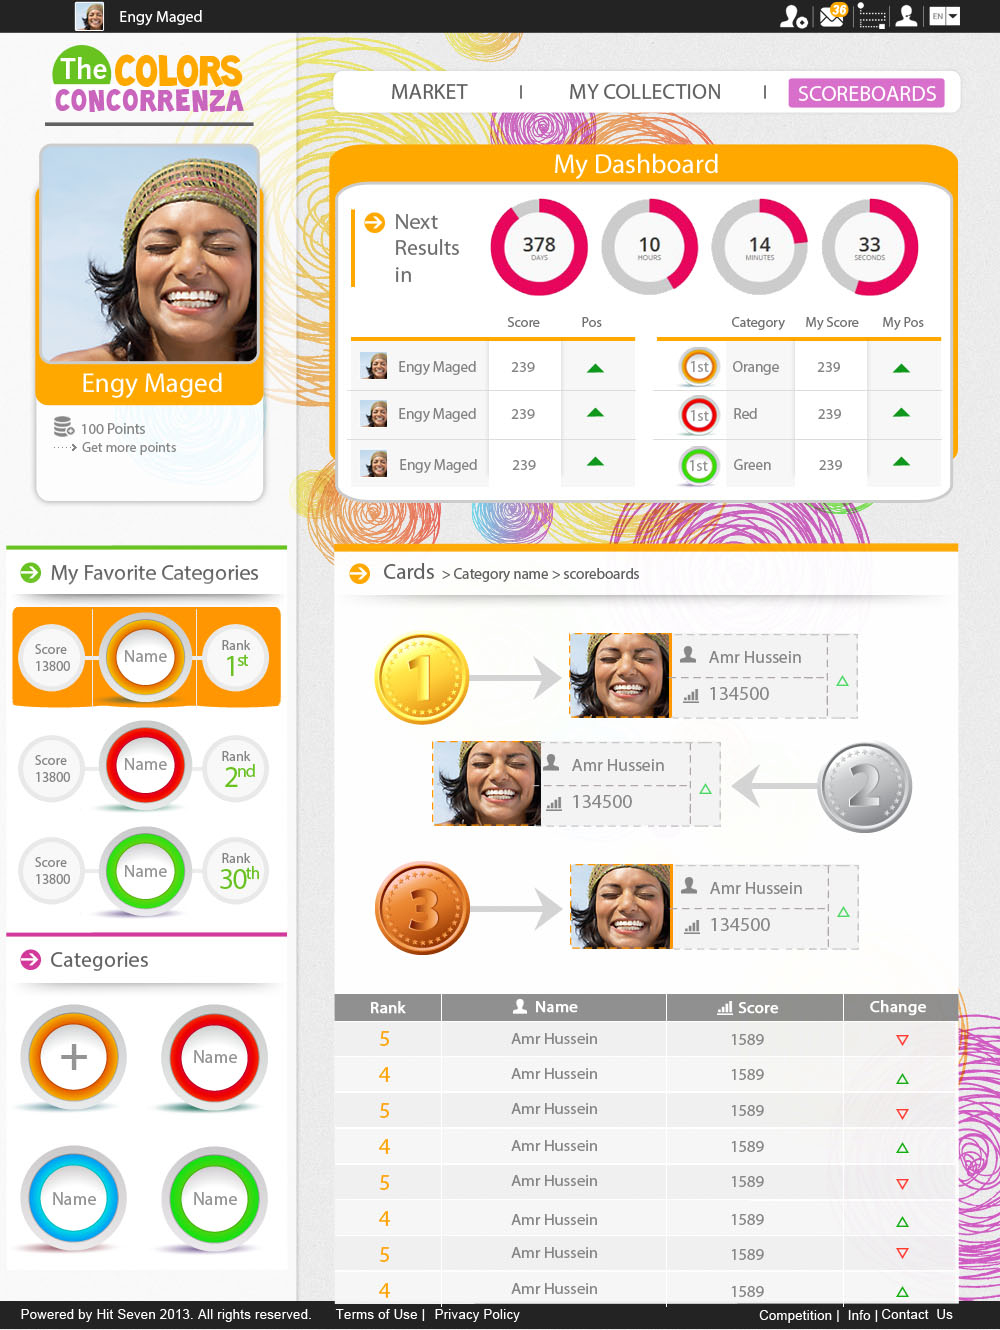 Engy Maged
36
EN
The COLORS
CONCORRENZA
MARKET | MY COLLECTION | SCOREBOARDS
Engy Maged
100 Points
Get more points
My Dashboard
Next
Results
in
378
DAYS
10
HOURS
14
MINUTES
33
SECONDS
Score Pos
Engy Maged 239
Engy Maged 239
Engy Maged 239
Category My Score My Pos
1st Orange 239
1st Red 239
1st Green 239
My Favorite Categories
Score
13800
Name
Rank
1st
Score
13800
Name
Rank
2nd
Score
13800
Name
Rank
30th
Categories
+
Name
Name
Name
Cards > Category name > scoreboards
1
Amr Hussein
134500
Amr Hussein
134500
2
3
Amr Hussein
134500
Rank Name Score Change
5 Amr Hussein 1589
4 Amr Hussein 1589
5 Amr Hussein 1589
4 Amr Hussein 1589
5 Amr Hussein 1589
4 Amr Hussein 1589
5 Amr Hussein 1589
4 Amr Hussein 1589
Powered by Hit Seven 2013. All rights reserved. Terms of Use | Privacy Policy Competition | Info | Contact Us